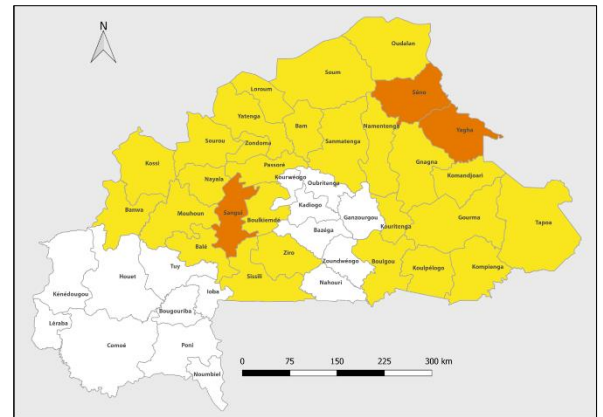 N
Oudalan
Soum
Séno
Loroum
Yagha
Yatenga
Bam
Namentenga
Sourou
Zondoma
Sanmatenga
Gnagna
Kossi
Passoré
Komandjoari
Nayala
Kourwéogo
Oubritenga
Banwa
Mouhoun
Sangui
Boulkiemdé
Kadiogo
Ganzourgou
Gourma
Tapoa
Bazéga
Kouritenga
Balé
Ziro
Zoundwéogo
Boulgou
Koulpélogo
Kompienga
Tuy
Sissili
Nahouri
Houet
Kénédougou
Ioba
Bougouriba
Léraba
Comoé
Poni
Noumbiel
0 75 150 225 300 km